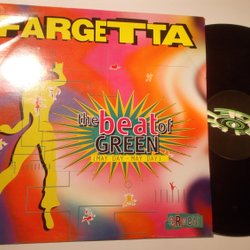 FARGETTA
the
beat of
GREEN
(MAY DAY - MAY DAY)